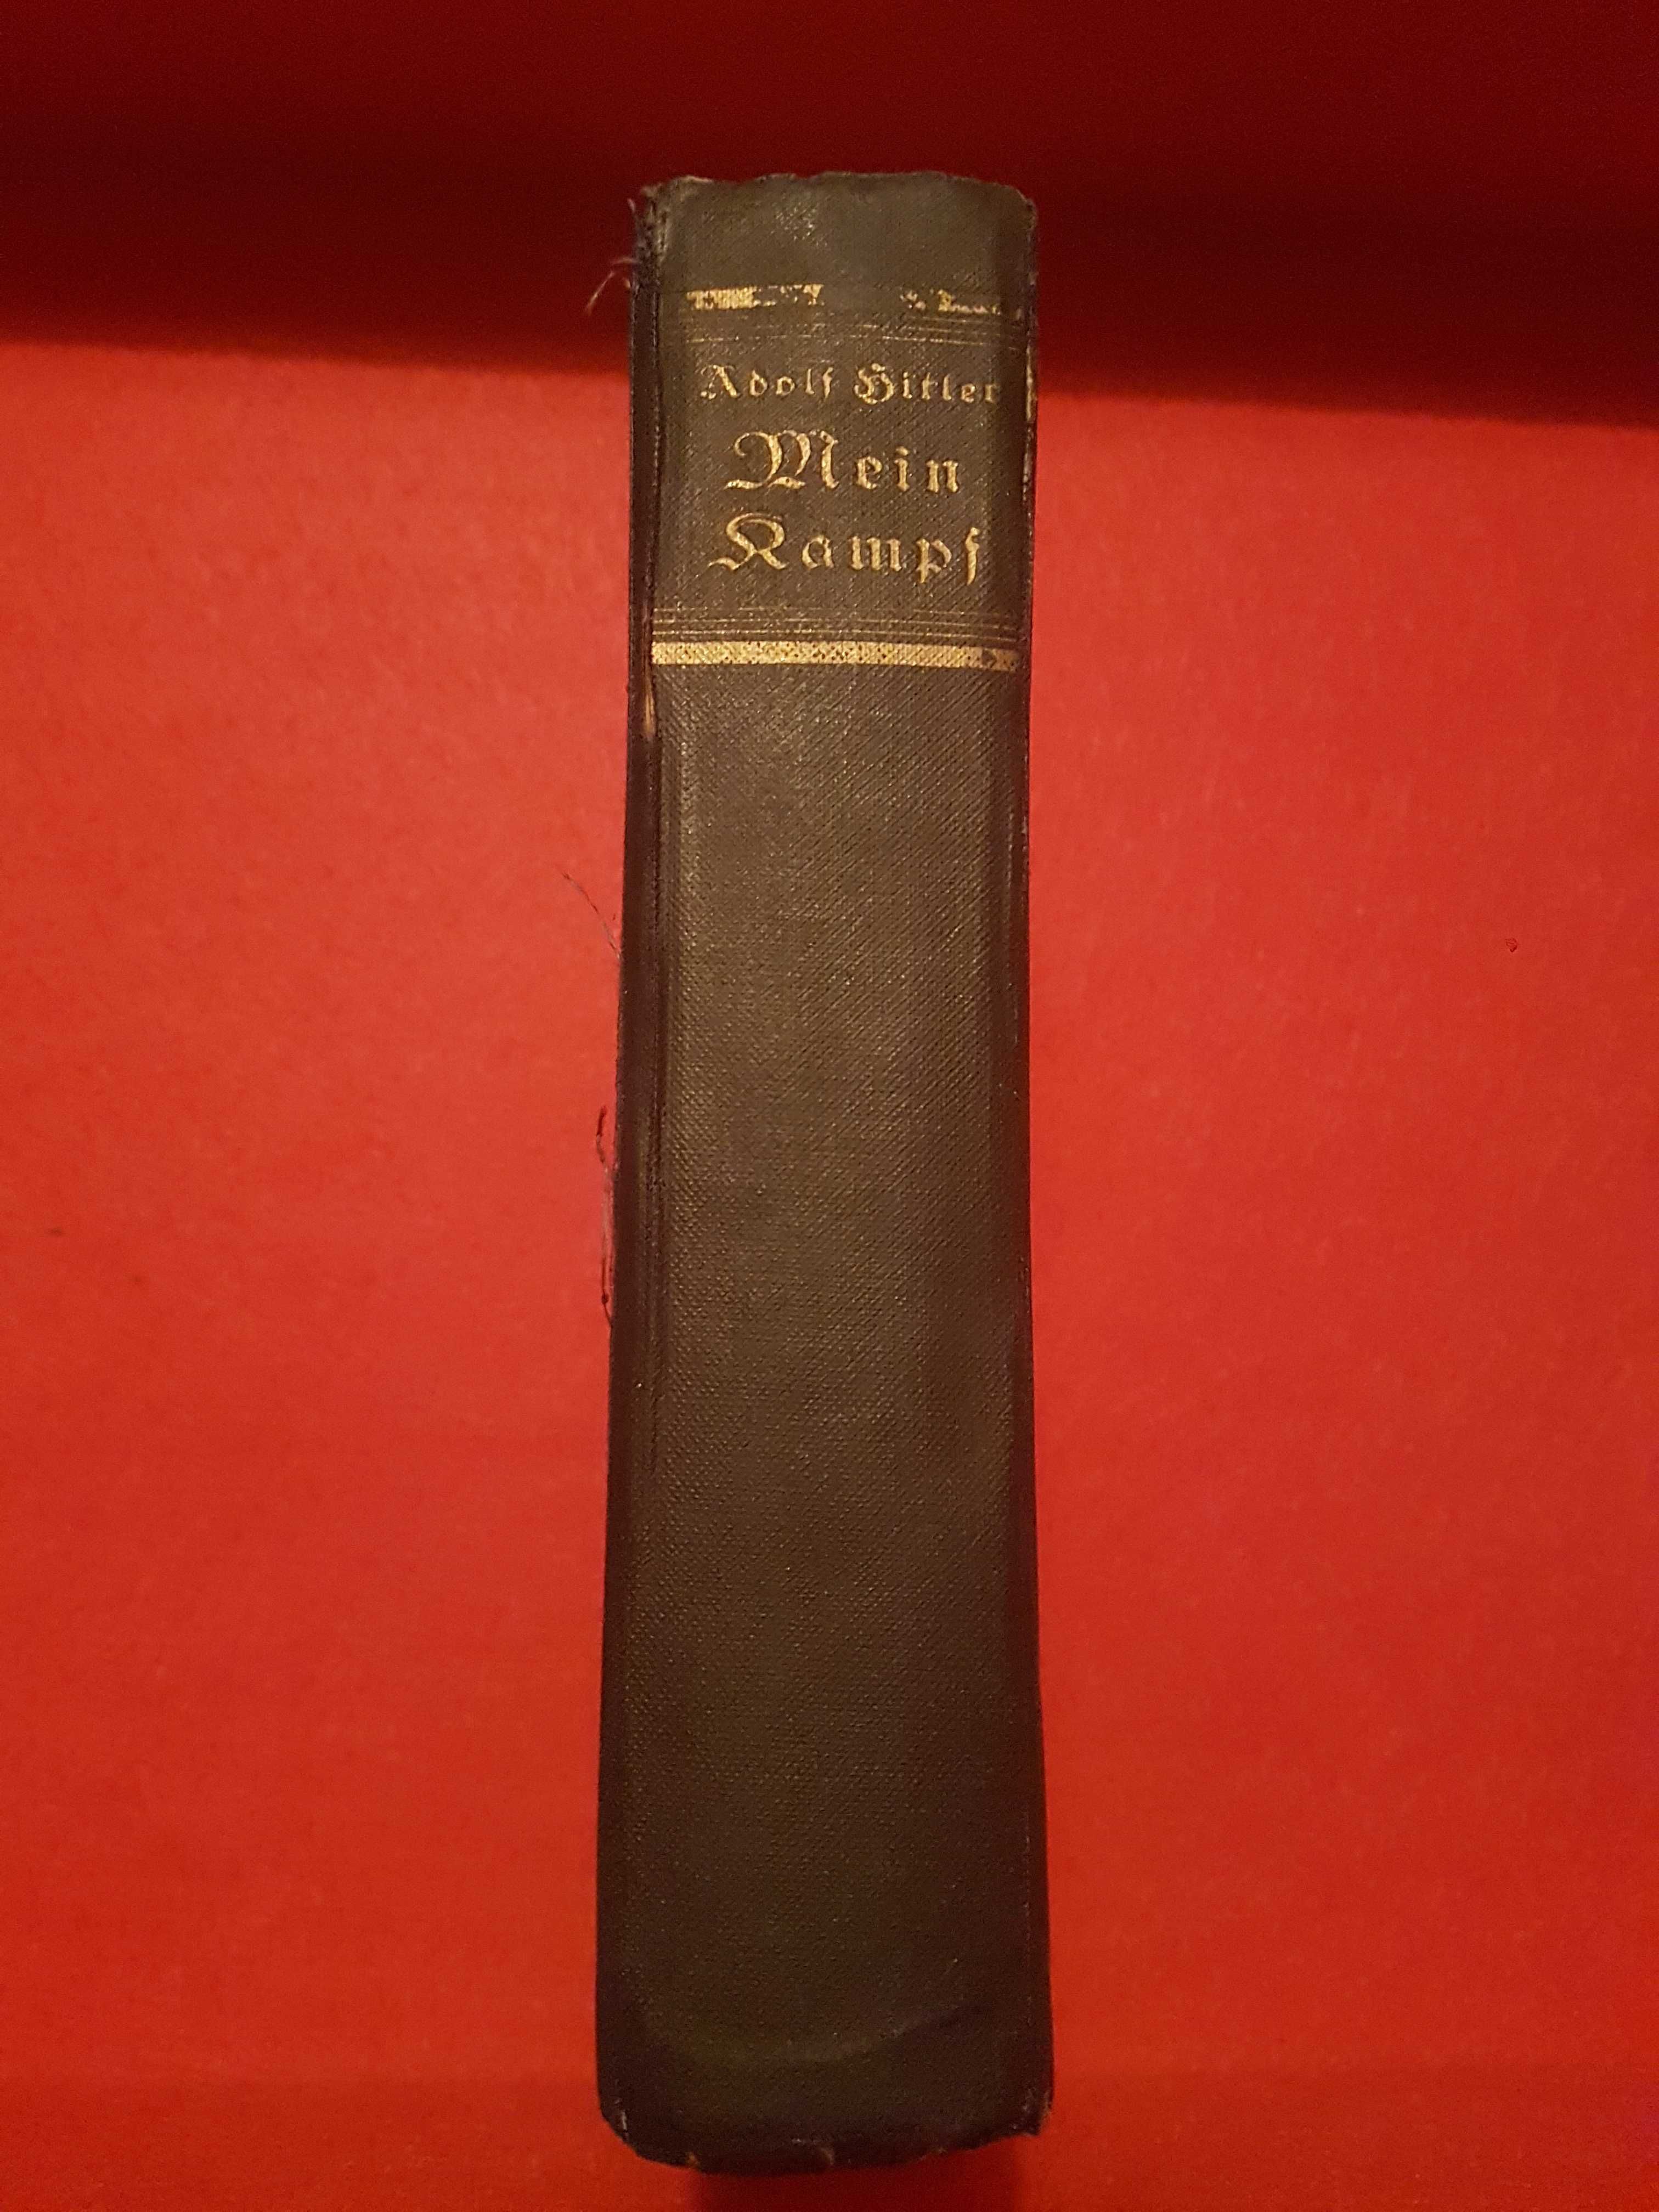 Adolf Hitler
Mein
Kampf